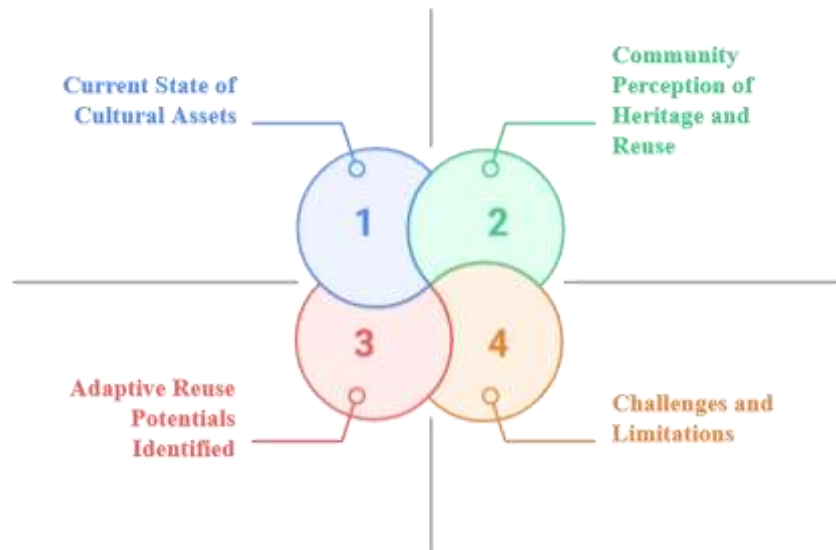 Current State of
Cultural Assets
1
Community
Perception of
Heritage and
Reuse
2
Adaptive Reuse
Potentials
Identified
3
Challenges and
Limitations
4